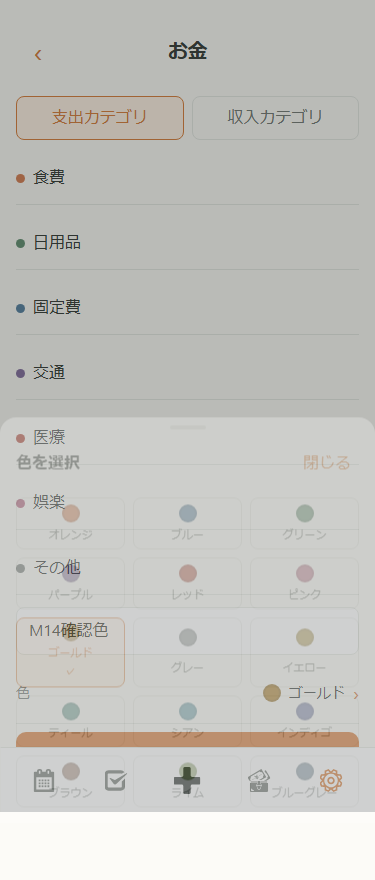 ‹ お金
支出カテゴリ 収入カテゴリ
食費
日用品
固定費
交通
医療
色を選択 閉じる
娯楽
オレンジ ブルー グリーン
その他
パープル レッド ピンク
M14確認色
ゴールド グレー イエロー
✓
色 ゴールド ›
ティール シアン インディゴ
ブラウン ライム ブルーグレー